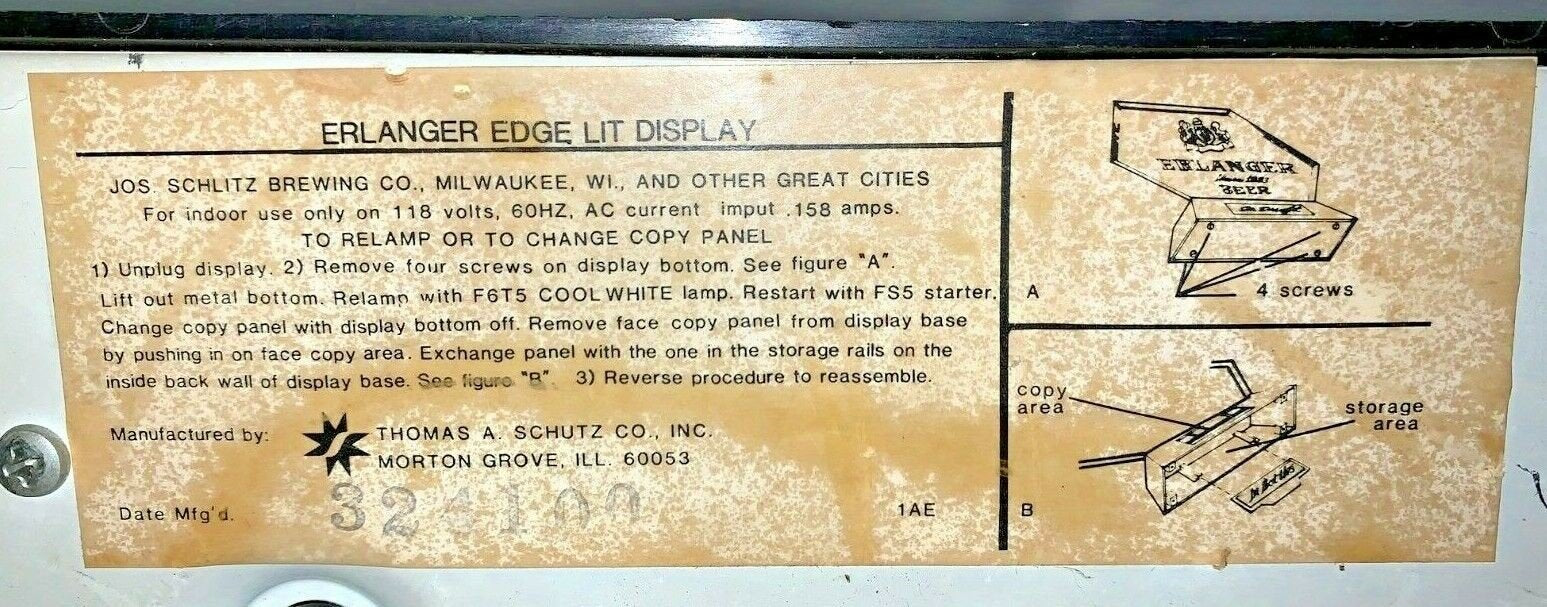 ERLANGER EDGE LIT DISPLAY
JOS. SCHLITZ BREWING CO., MILWAUKEE, WI., AND OTHER GREAT CITIES
For indoor use only on 118 volts, 60HZ, AC current imput .158 amps.
TO RELAMP OR TO CHANGE COPY PANEL
1) Unplug display. 2) Remove four screws on display bottom. See figure "A".
Lift out metal bottom. Relamp with F6T5 COOL WHITE lamp. Restart with FS5 starter.
Change copy panel with display bottom off. Remove face copy panel from display base
by pushing in on face copy area. Exchange panel with the one in the storage rails on the
inside back wall of display base. See figure "B". 3) Reverse procedure to reassemble.
Manufactured by:
THOMAS A. SCHUTZ CO., INC.
MORTON GROVE, ILL. 60053
Date Mfg'd.
1AE
ERLANGER
BEER
A
4 screws
copy
area
storage
area
B